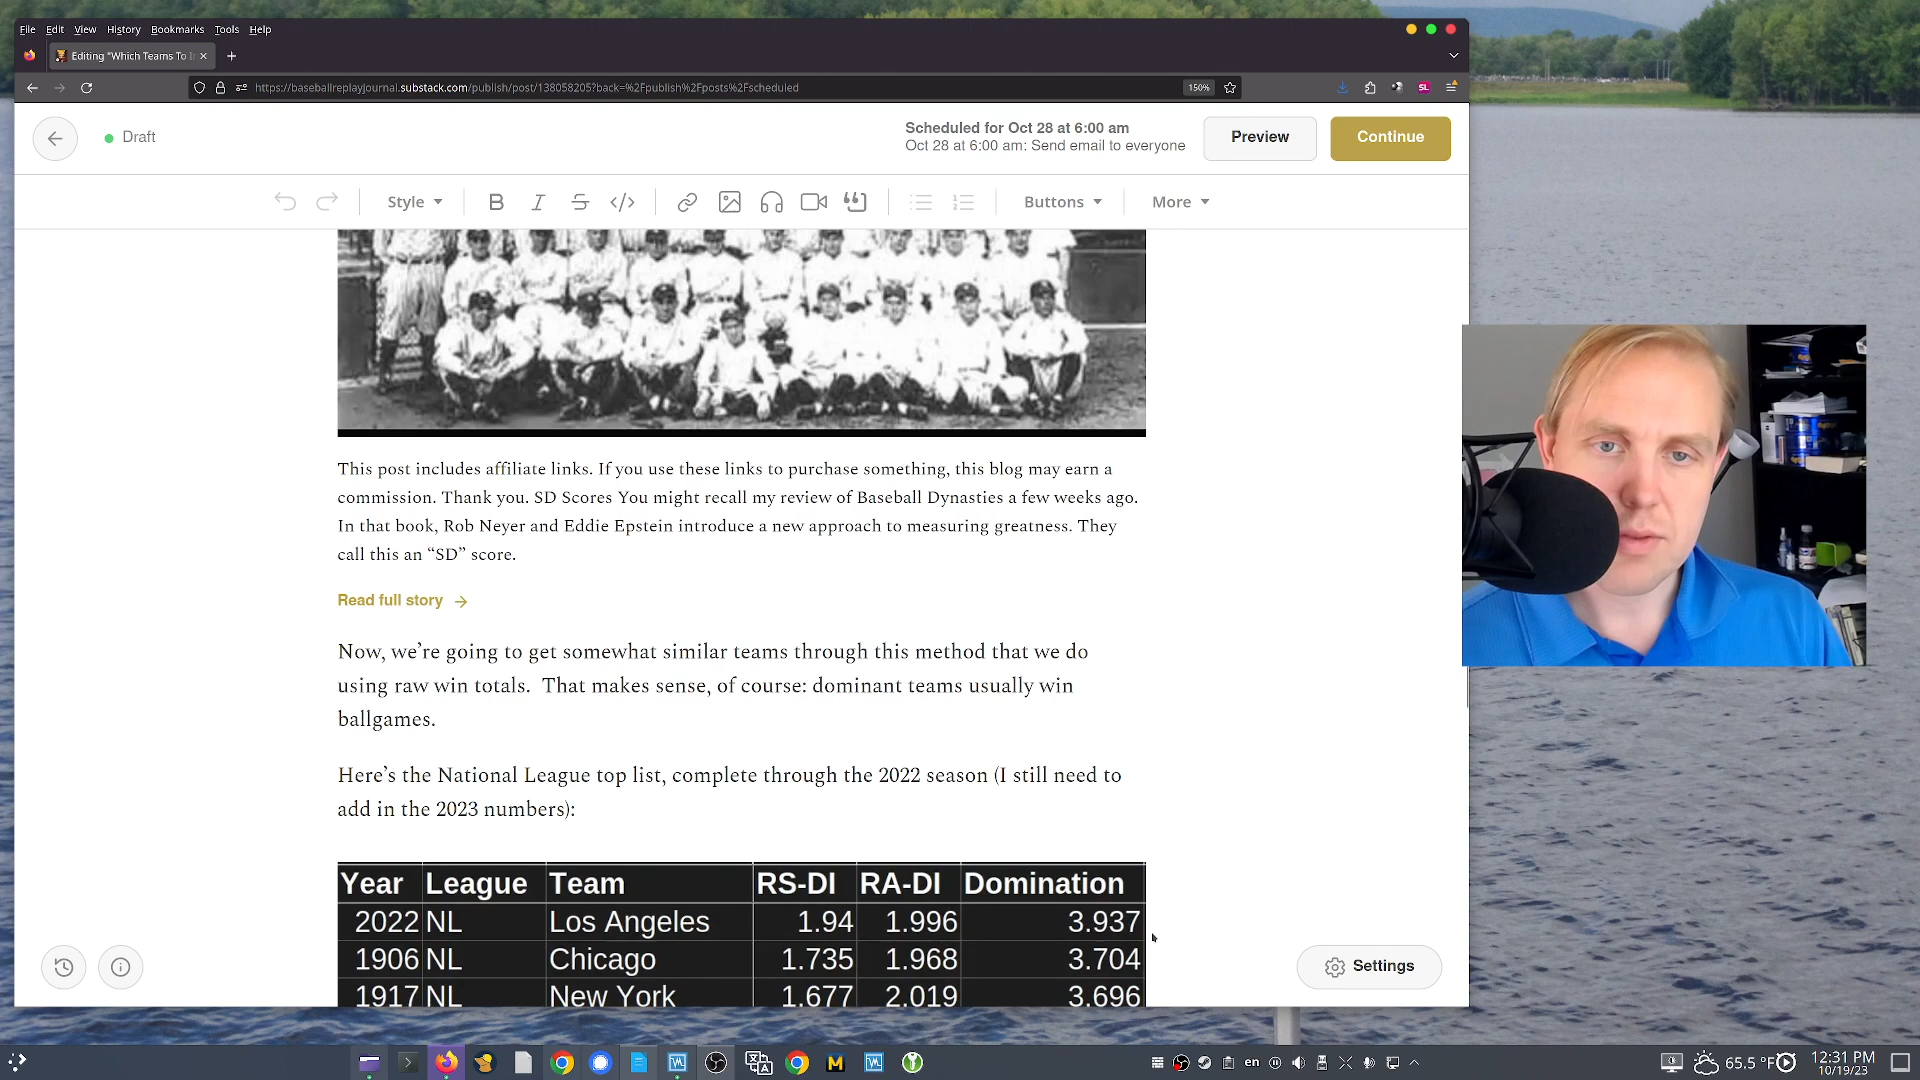 File Edit View History Bookmarks Tools Help
Editing "Which Teams To I
https://baseballreplayjournal.substack.com/publish/post/138058205?back=%2Fpublish%2Fposts%2Fscheduled
150%
SL
Draft
Scheduled for Oct 28 at 6:00 am
Oct 28 at 6:00 am: Send email to everyone
Preview
Continue
Style
Buttons
More
This post includes affiliate links. If you use these links to purchase something, this blog may earn a
commission. Thank you. SD Scores You might recall my review of Baseball Dynasties a few weeks ago.
In that book, Rob Neyer and Eddie Epstein introduce a new approach to measuring greatness. They
call this an “SD” score.
Read full story →
Now, we’re going to get somewhat similar teams through this method that we do
using raw win totals.  That makes sense, of course: dominant teams usually win
ballgames.
Here’s the National League top list, complete through the 2022 season (I still need to
add in the 2023 numbers):
Year League Team RS-DI RA-DI Domination
2022 NL Los Angeles 1.94 1.996 3.937
1906 NL Chicago 1.735 1.968 3.704
1917 NL New York 1.677 2.019 3.696
Settings
en
65.5 °F
12:31 PM
10/19/23